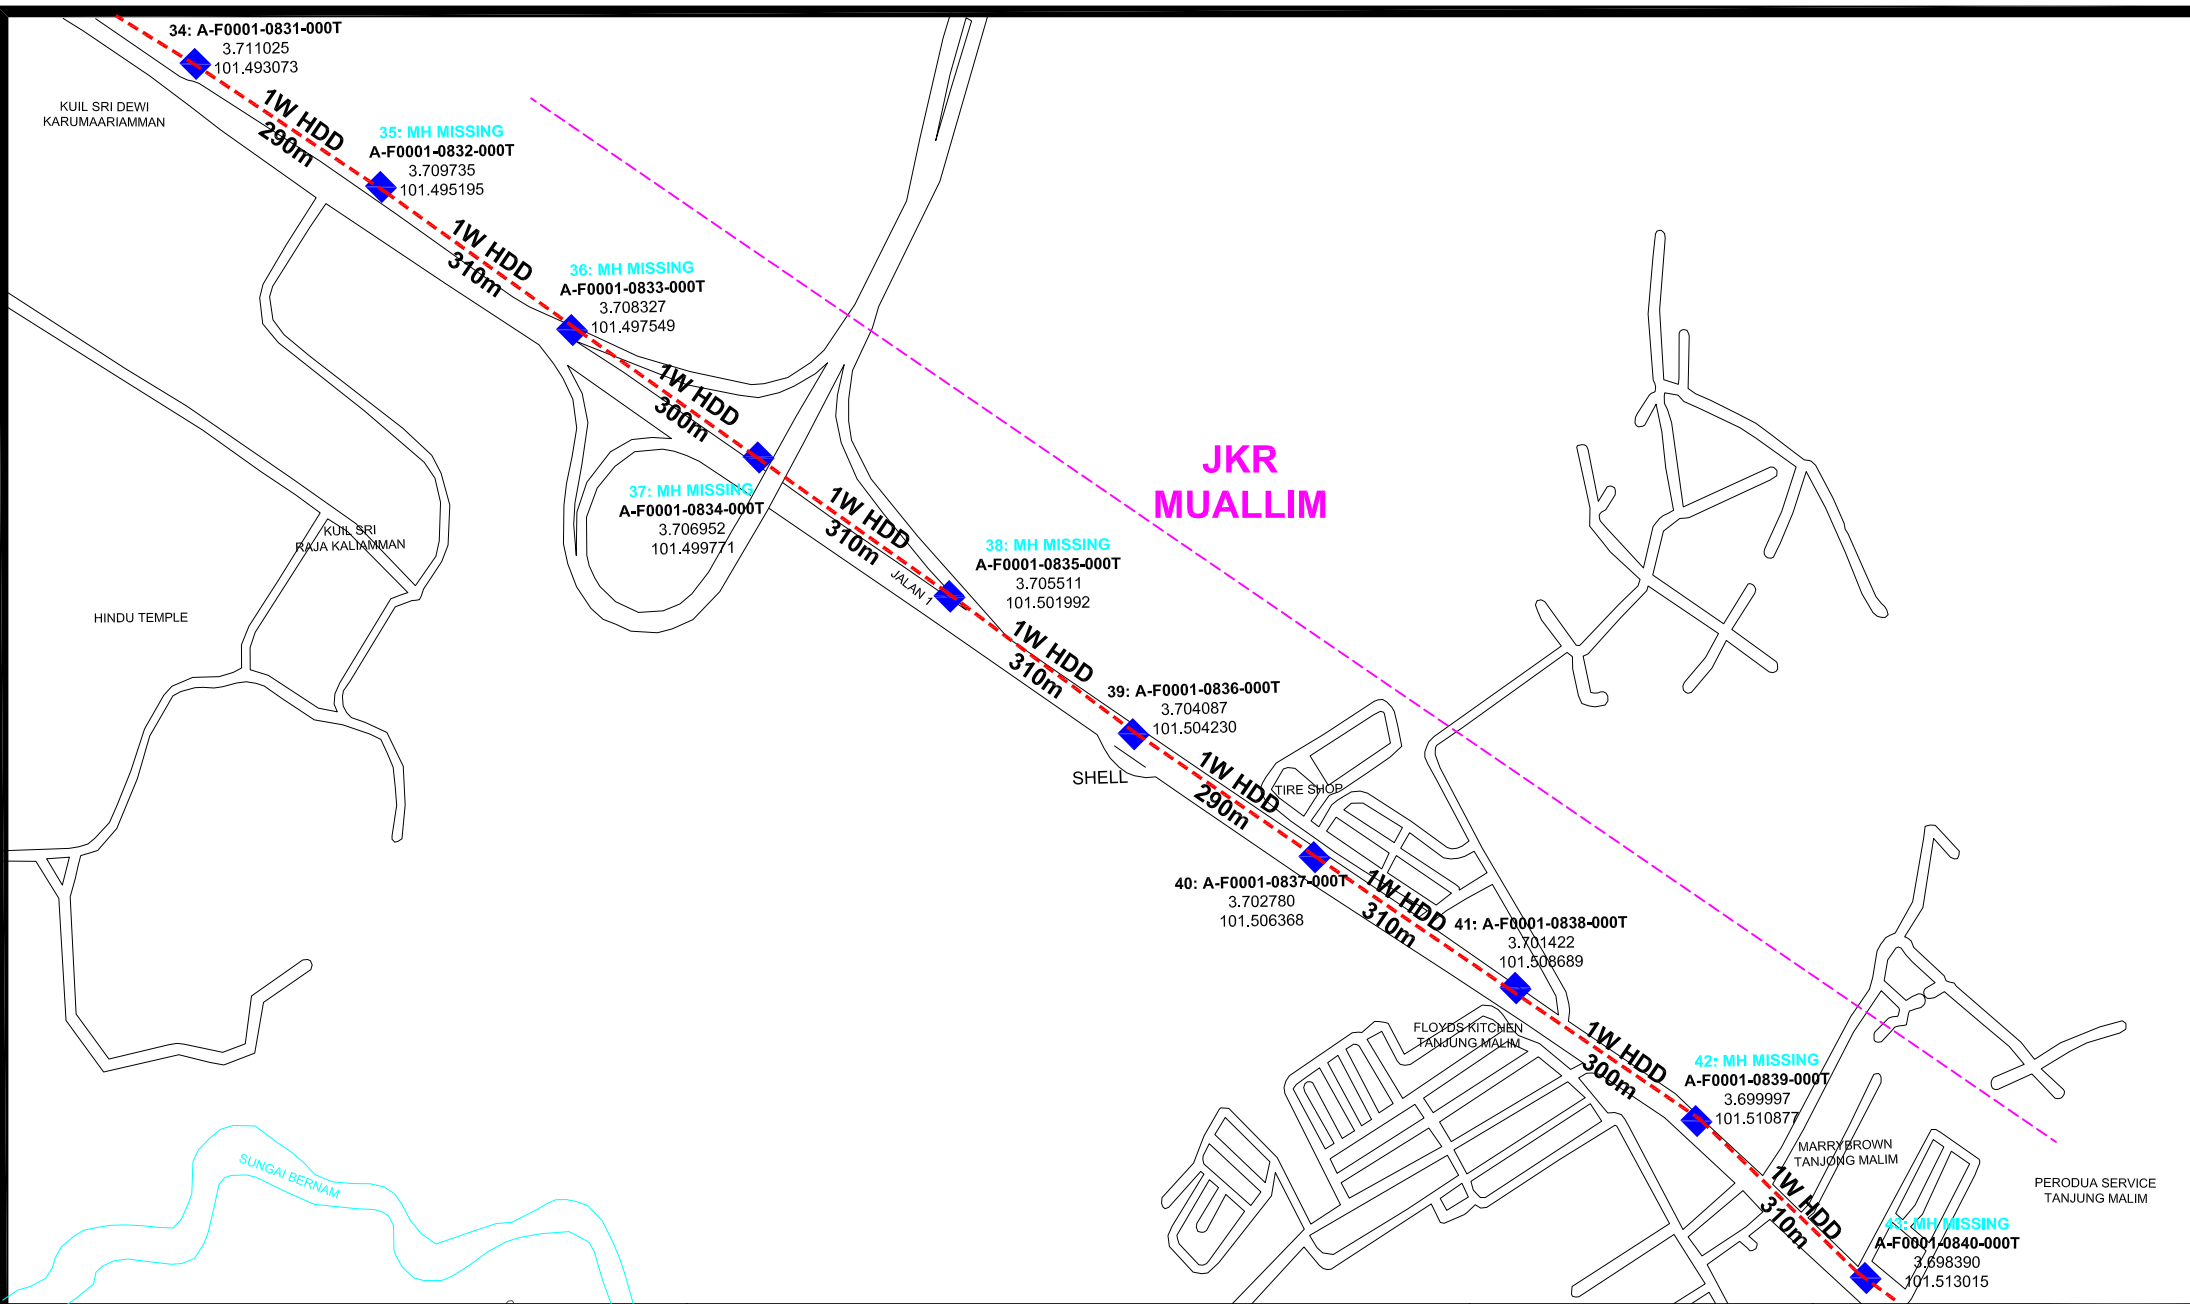 34: A-F0001-0831-000T
3.711025
101.493073
KUIL SRI DEWI
KARUMAARIAMMAN
1W HDD
290m
35: MH MISSING
A-F0001-0832-000T
3.709735
101.495195
1W HDD
310m
36: MH MISSING
A-F0001-0833-000T
3.708327
101.497549
1W HDD
300m
37: MH MISSING
A-F0001-0834-000T
3.706952
101.499771
JKR
MUALLIM
KUIL SRI
RAJA KALIAMMAN
HINDU TEMPLE
1W HDD
310m
JALAN 1
38: MH MISSING
A-F0001-0835-000T
3.705511
101.501992
1W HDD
310m
39: A-F0001-0836-000T
3.704087
101.504230
SHELL
1W HDD
290m
TIRE SHOP
40: A-F0001-0837-000T
3.702780
101.506368
1W HDD
310m
41: A-F0001-0838-000T
3.701422
101.508689
FLOYDS KITCHEN
TANJUNG MALIM
1W HDD
300m
42: MH MISSING
A-F0001-0839-000T
3.699997
101.510877
MARRYBROWN
TANJONG MALIM
PERODUA SERVICE
TANJUNG MALIM
1W HDD
310m
43: MH MISSING
A-F0001-0840-000T
3.698390
101.513015
SUNGAI BERNAM